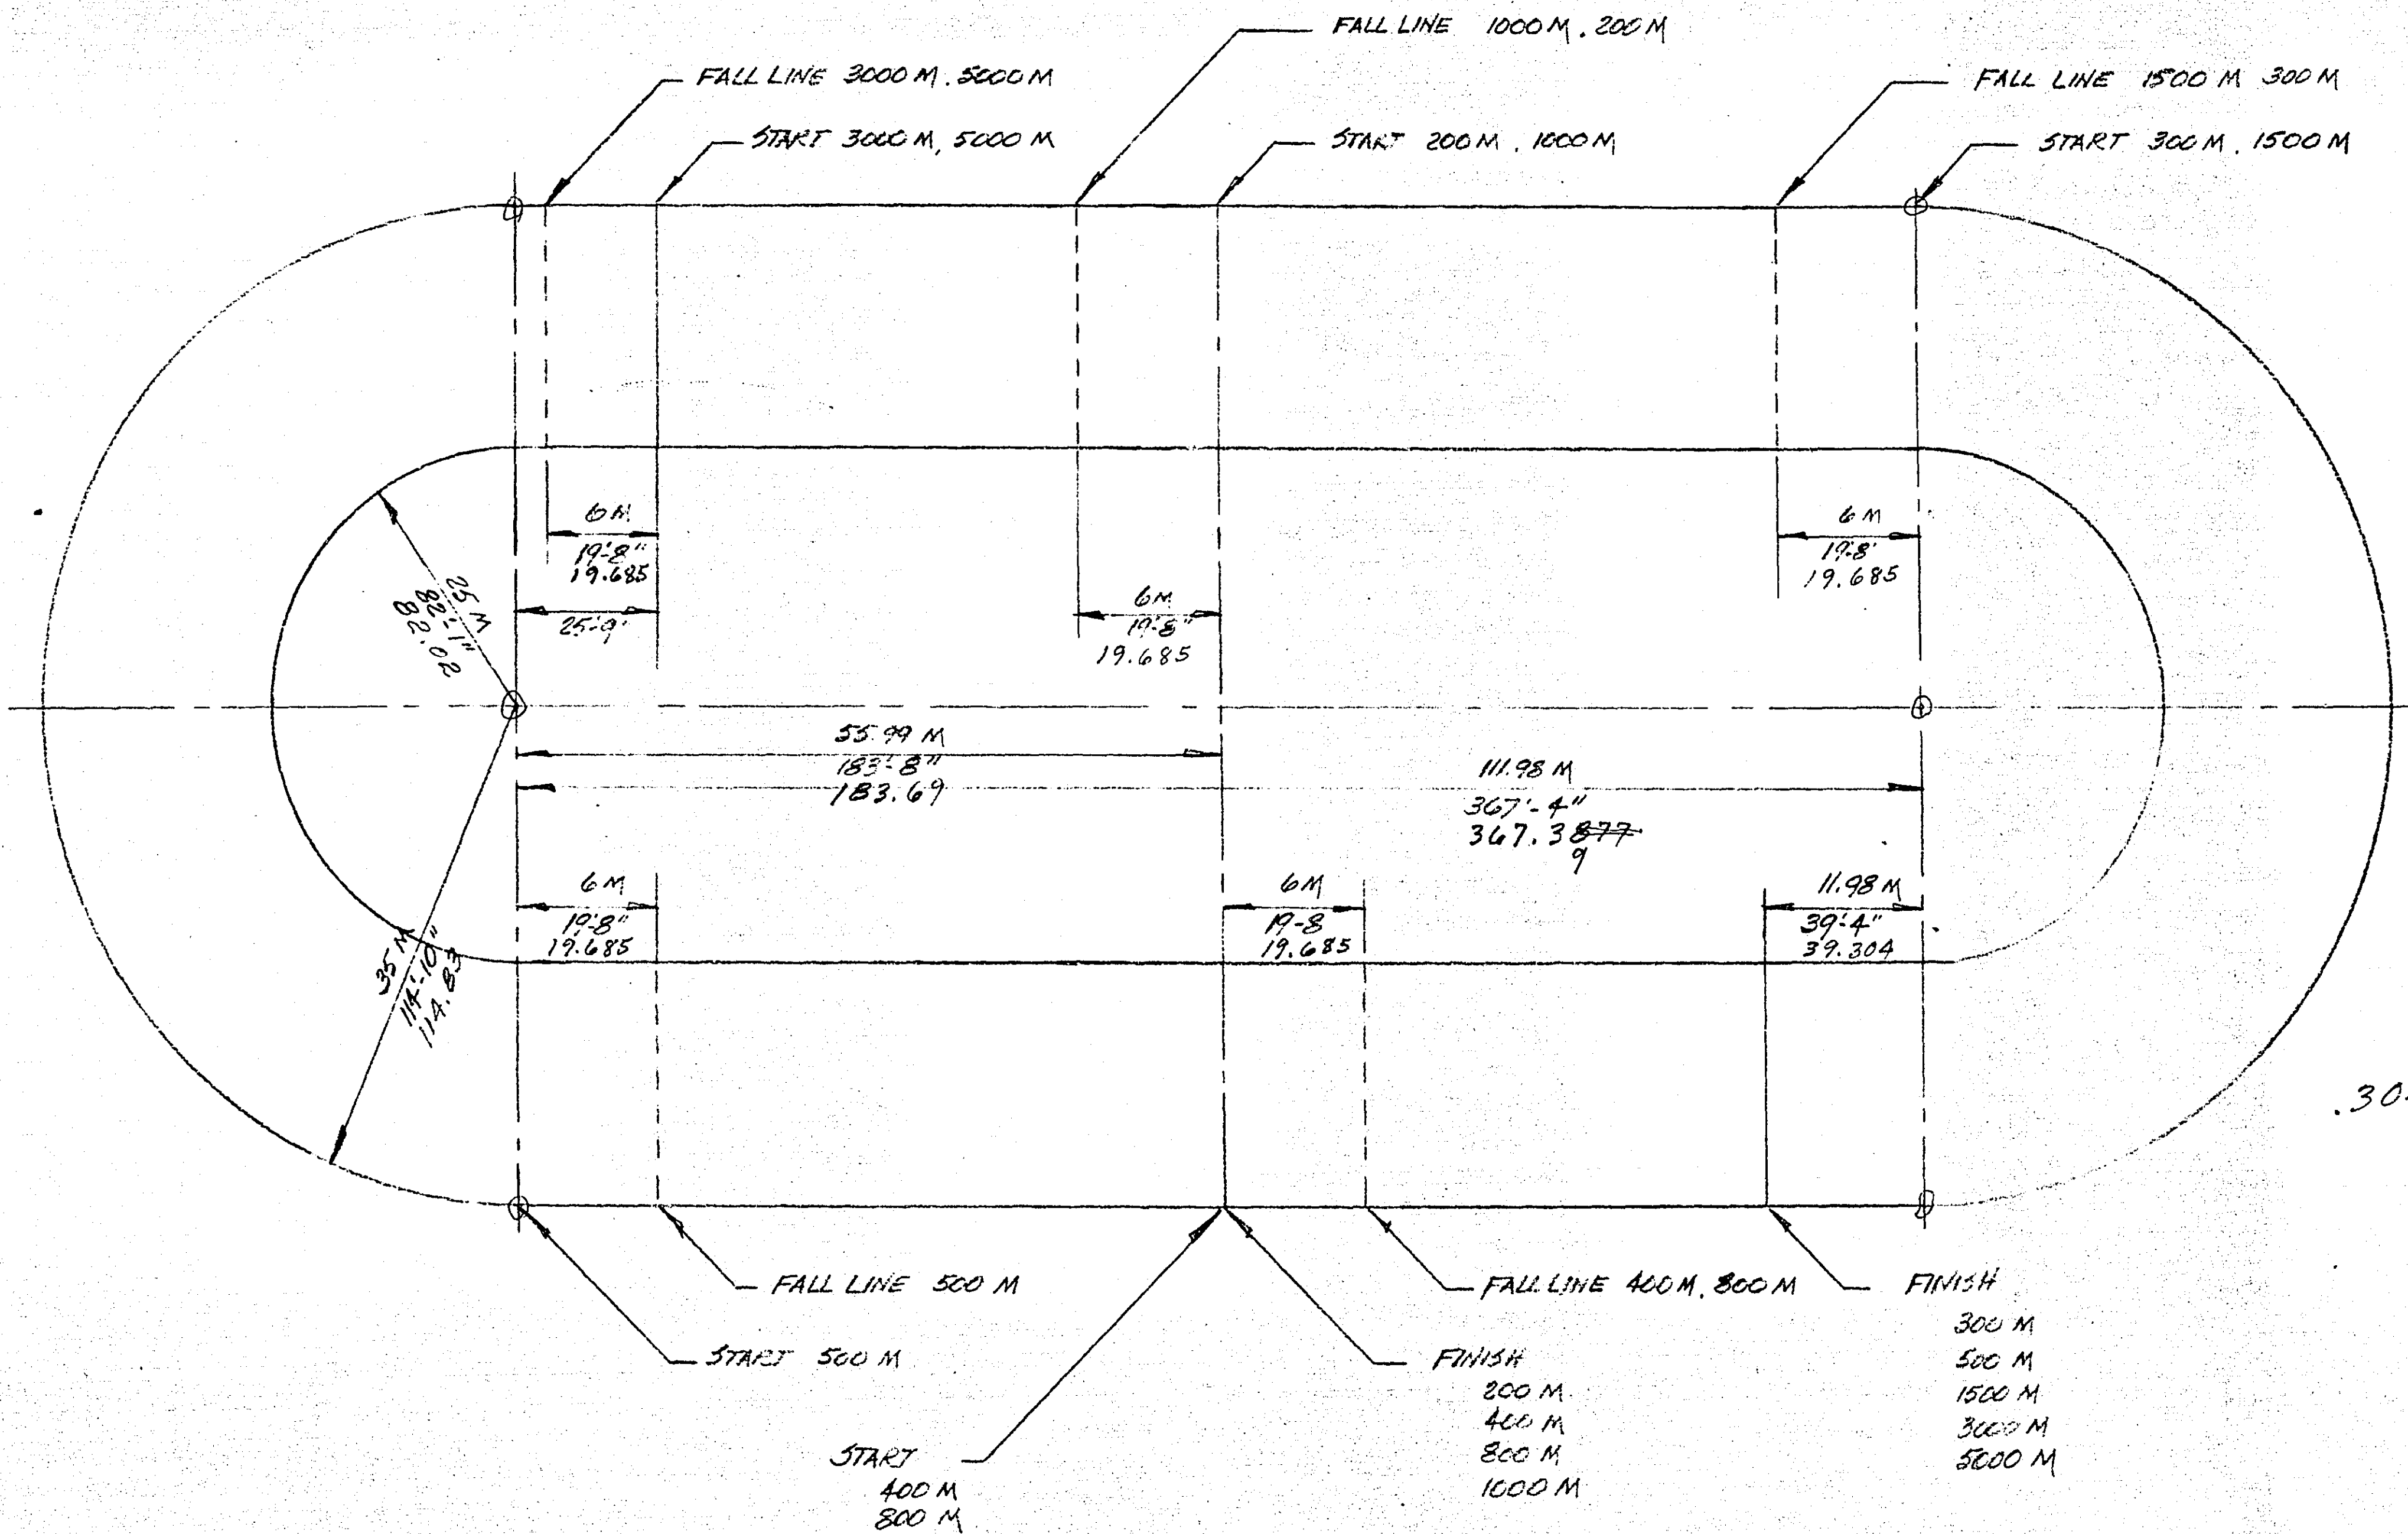 FALL LINE 1000 M. 200 M
FALL LINE 3000 M. 5000 M
FALL LINE 1500 M 300 M
START 3000 M, 5000 M
START 200 M. 1000 M
START 300 M. 1500 M
6 M
19'-8"
19.685
25'-9'
6 M
19'-8"
19.685
6 M
19'-8'
19.685
25 M
82'-1"
82.02
55.99 M
183'-8"
183.69
111.98 M
367'-4"
367.3877
9
6 M
19'-8"
19.685
6 M
19-8
19.685
11.98 M
39'-4"
39.304
35 M
114'-10"
114.83
.30
FALL LINE 500 M
FALL LINE 400 M. 800 M
FINISH
300 M
500 M
1500 M
3000 M
5000 M
START 500 M
FINISH
200 M
400 M
800 M
1000 M
START
400 M
800 M